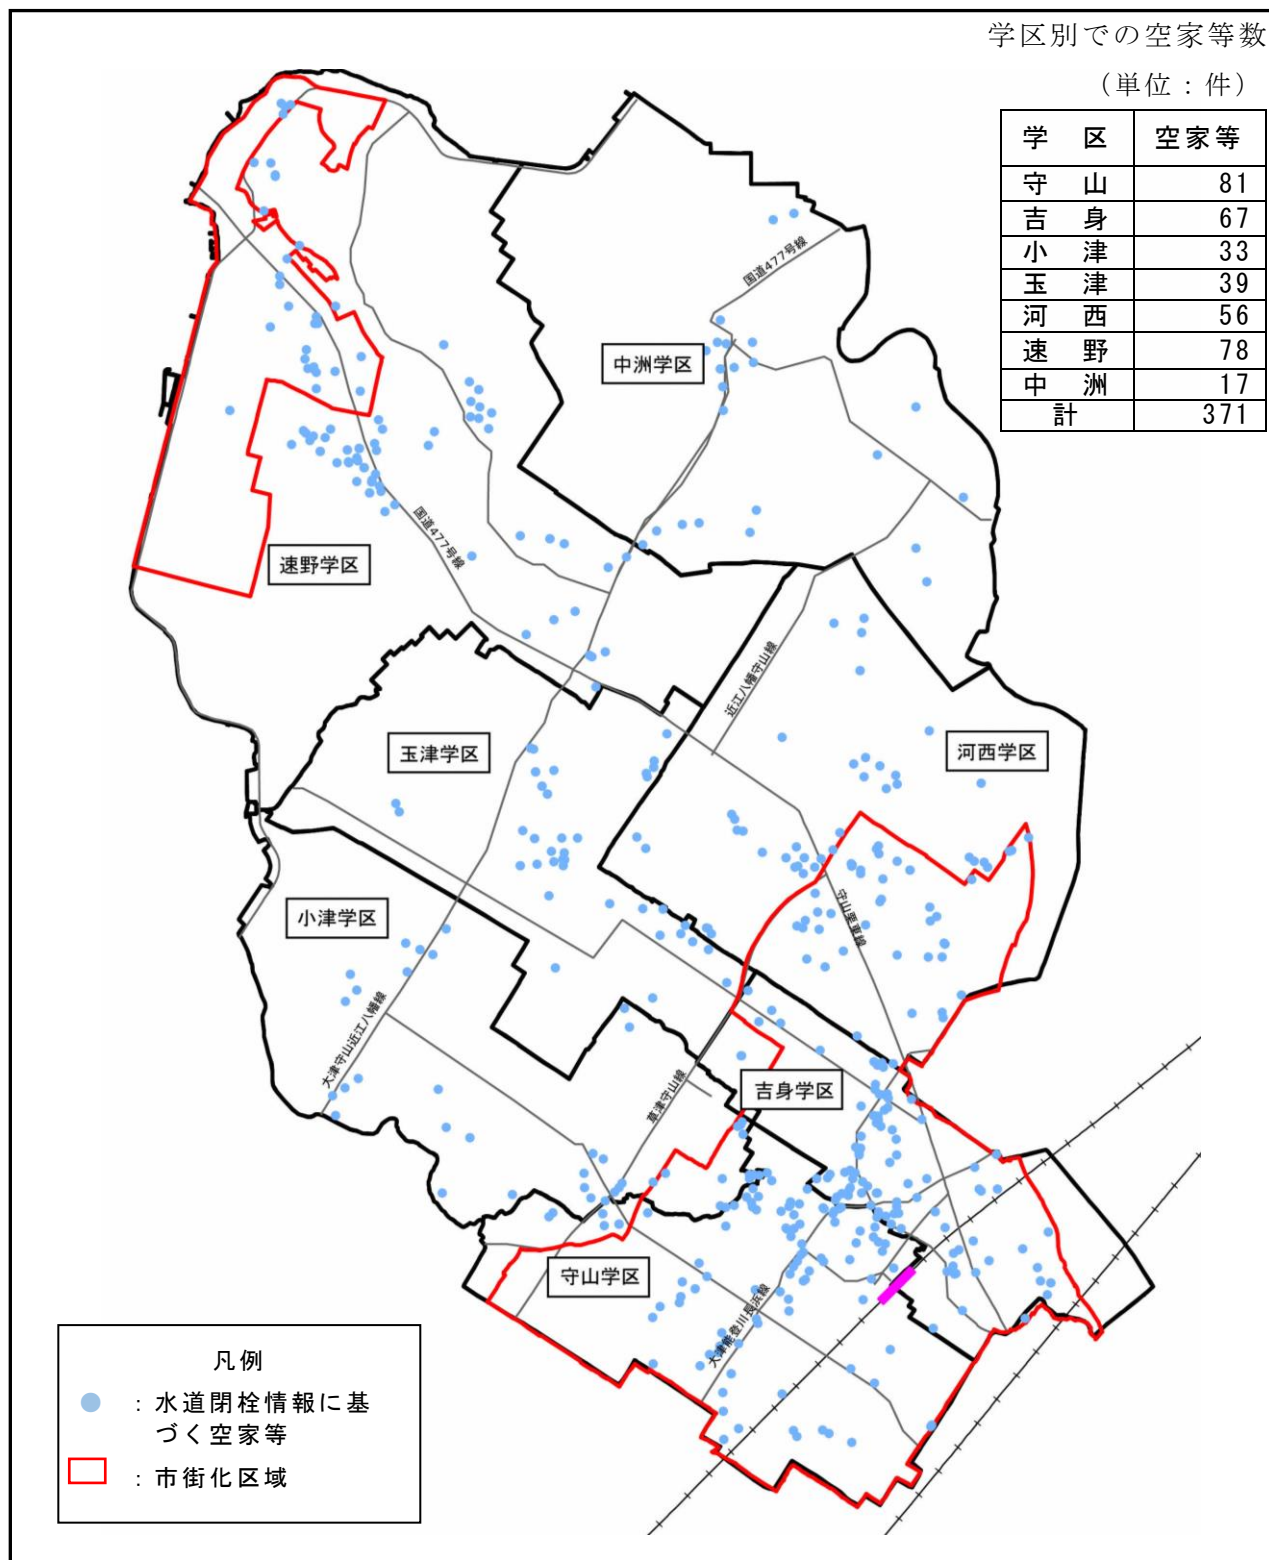 学区別での空家等数
（単位：件）
学 区 空家等
守 山 81
吉 身 67
小 津 33
玉 津 39
河 西 56
速 野 78
中 洲 17
計 371
国道477号線
中洲学区
国道477号線
速野学区
近江八幡守山線
玉津学区
河西学区
小津学区
守山栗東線
大津守山近江八幡線
草津守山線
吉身学区
守山学区
大津能登川長浜線
凡例
：水道閉栓情報に基
づく空家等
：市街化区域